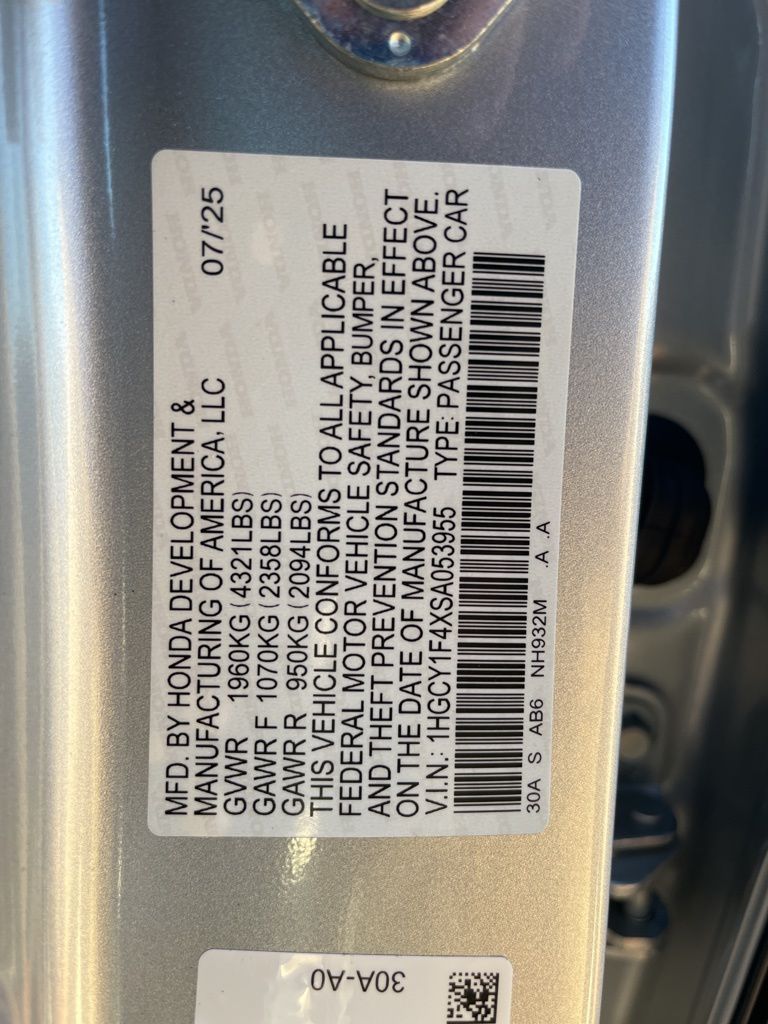 MFD. BY HONDA DEVELOPMENT &
MANUFACTURING OF AMERICA, LLC 07/'25
GVWR 1960KG (4321LBS)
GAWR F 1070KG (2358LBS)
GAWR R 950KG (2094LBS)
THIS VEHICLE CONFORMS TO ALL APPLICABLE
FEDERAL MOTOR VEHICLE SAFETY, BUMPER,
AND THEFT PREVENTION STANDARDS IN EFFECT
ON THE DATE OF MANUFACTURE SHOWN ABOVE.
V.I.N.: 1HGCY1F4XSA053955 TYPE: PASSENGER CAR
30A S AB6 NH932M .A .A
30A-A0